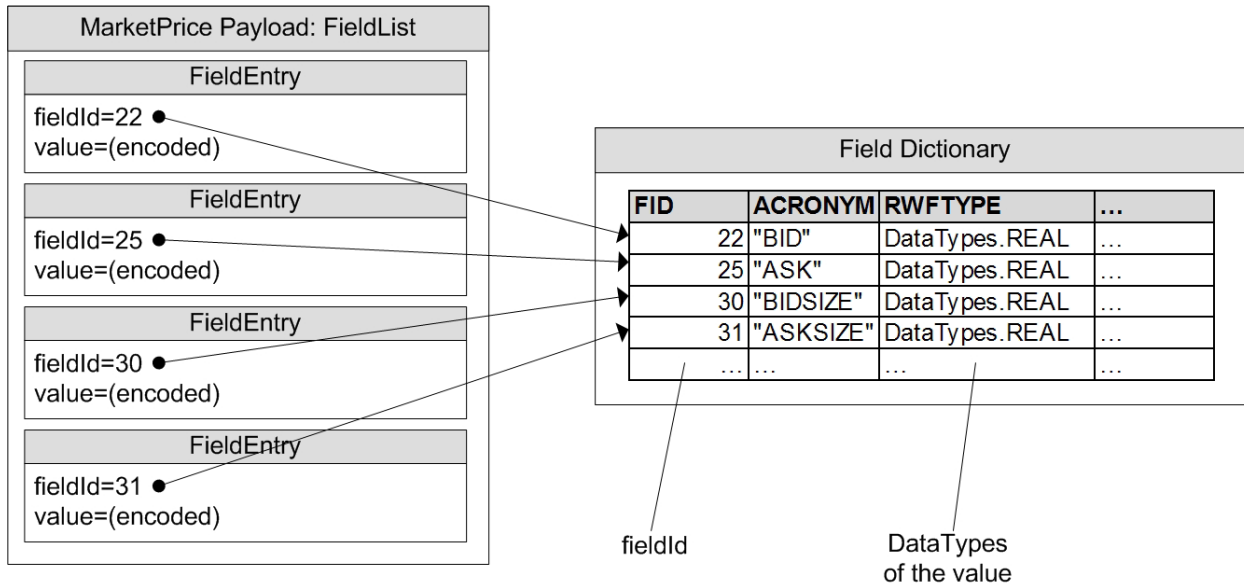 MarketPrice Payload: FieldList
FieldEntry
fieldId=22
value=(encoded)
FieldEntry
fieldId=25
value=(encoded)
FieldEntry
fieldId=30
value=(encoded)
FieldEntry
fieldId=31
value=(encoded)
Field Dictionary
FID ACRONYM RWFTYPE ...
22 "BID" DataTypes.REAL ...
25 "ASK" DataTypes.REAL ...
30 "BIDSIZE" DataTypes.REAL ...
31 "ASKSIZE" DataTypes.REAL ...
... ... ... ...
fieldId
DataTypes
of the value